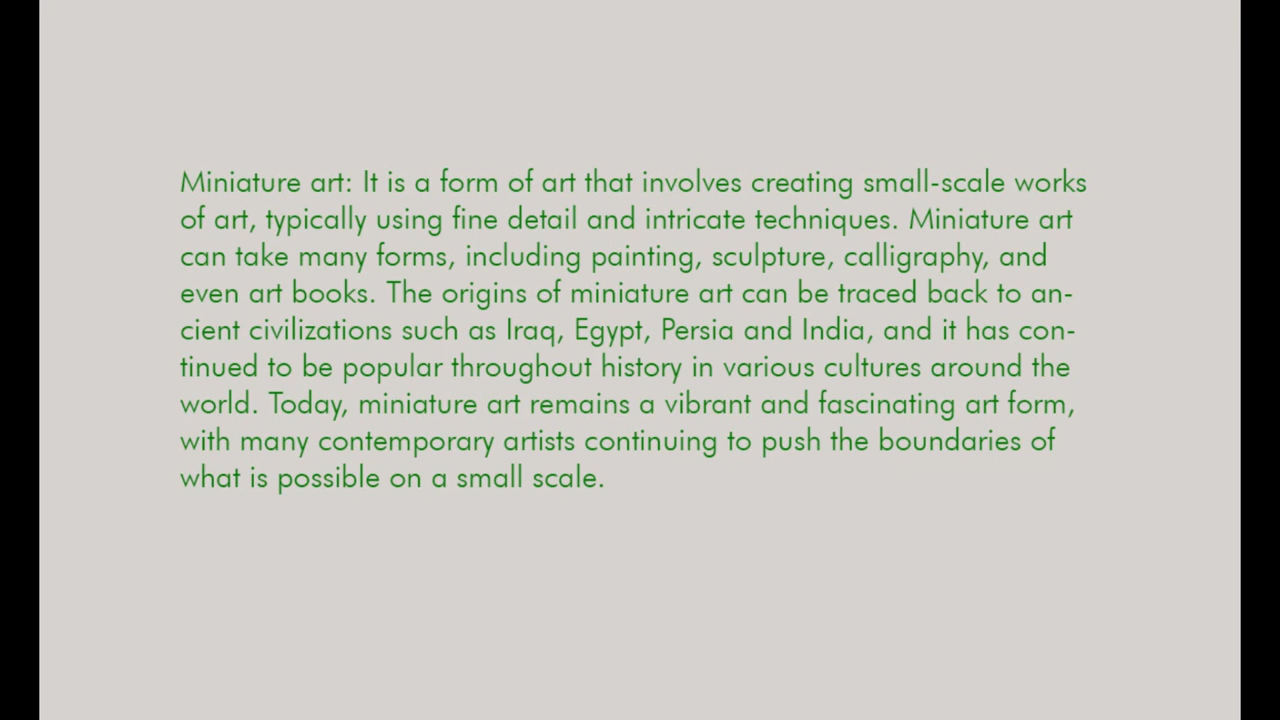 Miniature art: It is a form of art that involves creating small-scale works
of art, typically using fine detail and intricate techniques. Miniature art
can take many forms, including painting, sculpture, calligraphy, and
even art books. The origins of miniature art can be traced back to an-
cient civilizations such as Iraq, Egypt, Persia and India, and it has con-
tinued to be popular throughout history in various cultures around the
world. Today, miniature art remains a vibrant and fascinating art form,
with many contemporary artists continuing to push the boundaries of
what is possible on a small scale.